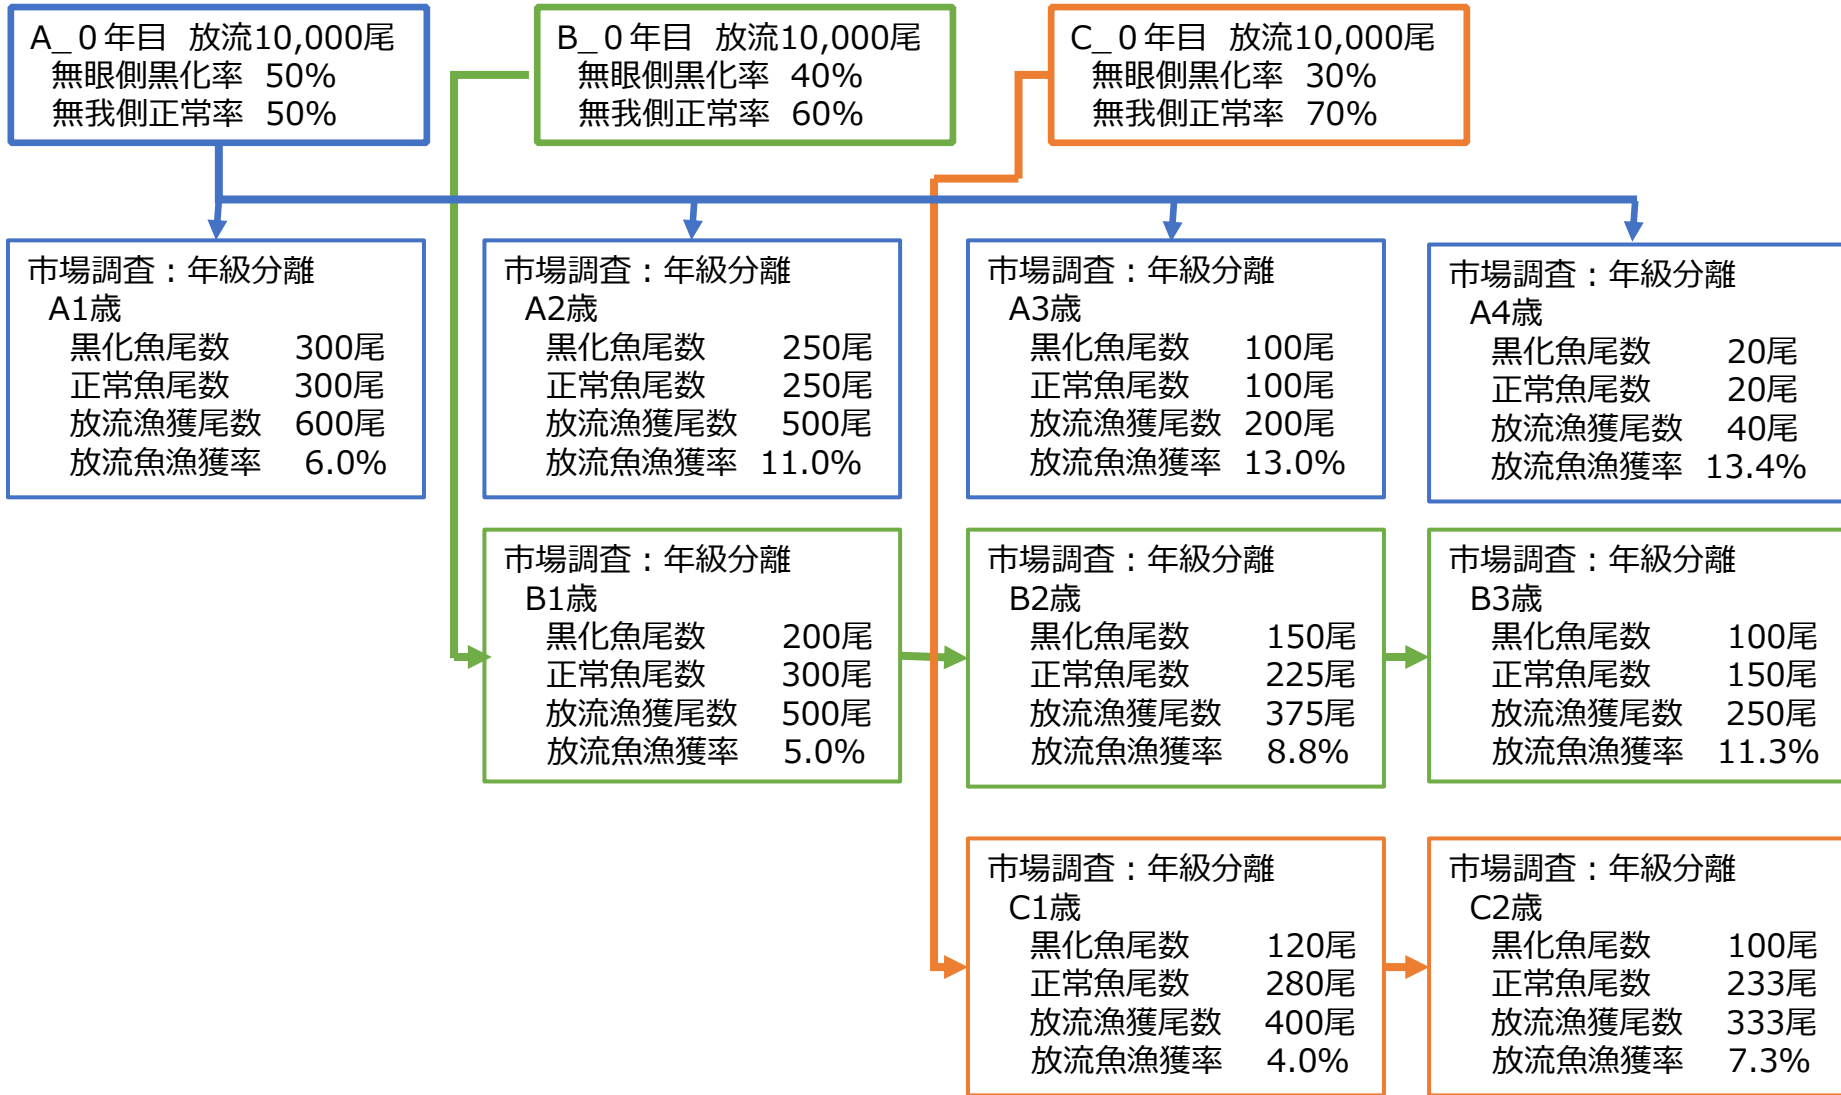 A_０年目 放流10,000尾
無眼側黒化率 50%
無我側正常率 50%
B_０年目 放流10,000尾
無眼側黒化率 40%
無我側正常率 60%
C_０年目 放流10,000尾
無眼側黒化率 30%
無我側正常率 70%
市場調査：年級分離
A1歳
黒化魚尾数 300尾
正常魚尾数 300尾
放流漁獲尾数 600尾
放流魚漁獲率 6.0%
市場調査：年級分離
A2歳
黒化魚尾数 250尾
正常魚尾数 250尾
放流漁獲尾数 500尾
放流魚漁獲率 11.0%
市場調査：年級分離
A3歳
黒化魚尾数 100尾
正常魚尾数 100尾
放流漁獲尾数 200尾
放流魚漁獲率 13.0%
市場調査：年級分離
A4歳
黒化魚尾数 20尾
正常魚尾数 20尾
放流漁獲尾数 40尾
放流魚漁獲率 13.4%
市場調査：年級分離
B1歳
黒化魚尾数 200尾
正常魚尾数 300尾
放流漁獲尾数 500尾
放流魚漁獲率 5.0%
市場調査：年級分離
B2歳
黒化魚尾数 150尾
正常魚尾数 225尾
放流漁獲尾数 375尾
放流魚漁獲率 8.8%
市場調査：年級分離
B3歳
黒化魚尾数 100尾
正常魚尾数 150尾
放流漁獲尾数 250尾
放流魚漁獲率 11.3%
市場調査：年級分離
C1歳
黒化魚尾数 120尾
正常魚尾数 280尾
放流漁獲尾数 400尾
放流魚漁獲率 4.0%
市場調査：年級分離
C2歳
黒化魚尾数 100尾
正常魚尾数 233尾
放流漁獲尾数 333尾
放流魚漁獲率 7.3%